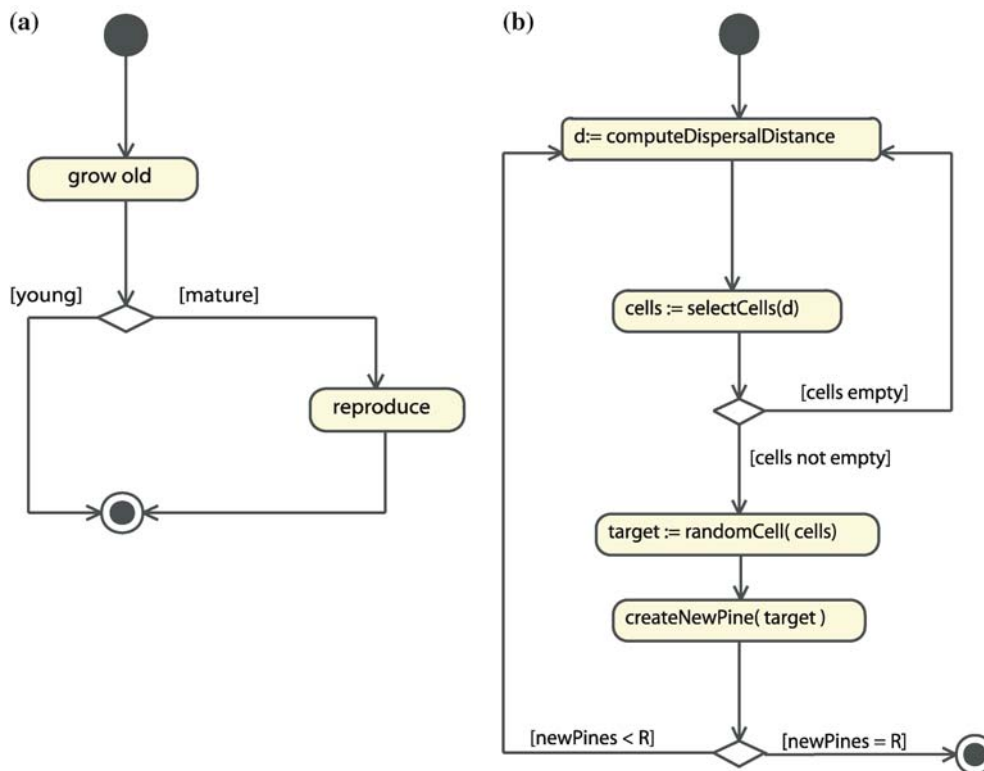 (a)
grow old
[young]
[mature]
reproduce
(b)
d:= computeDispersalDistance
cells := selectCells(d)
[cells empty]
[cells not empty]
target := randomCell( cells)
createNewPine( target )
[newPines < R]
[newPines = R]